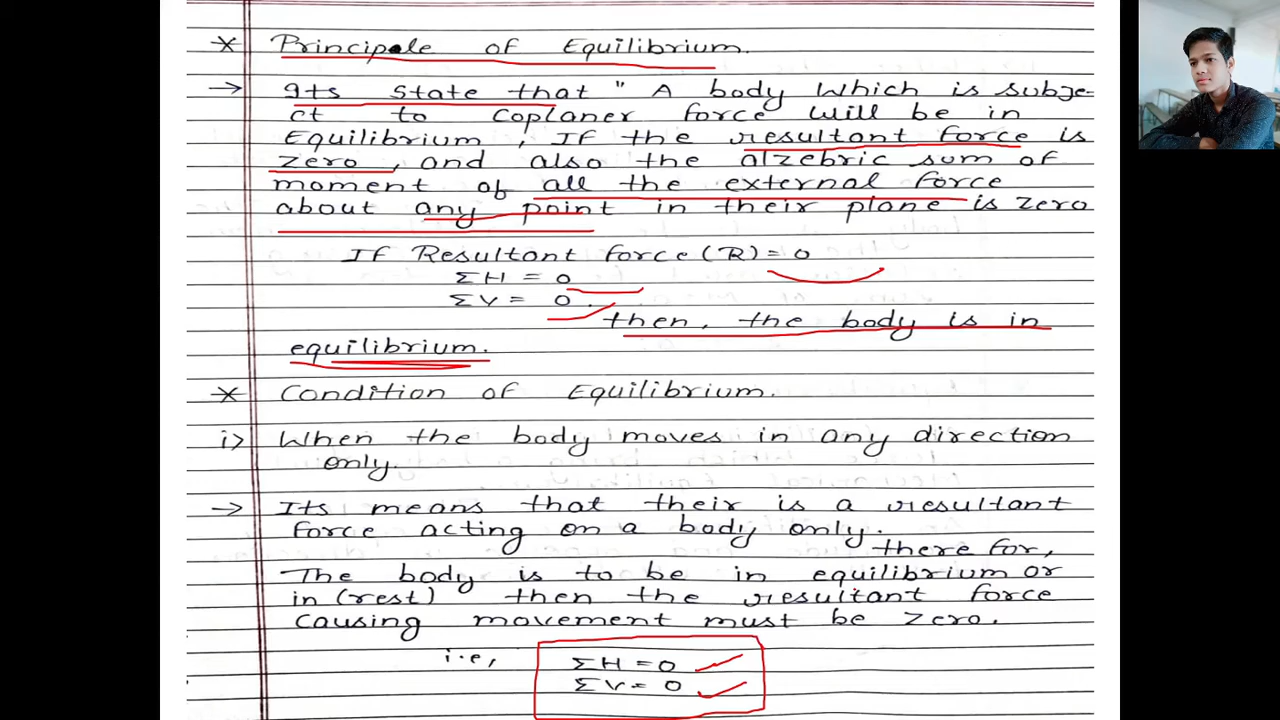 * Principale of Equilibrium.
→ Its state that " A body which is subje-
ct to coplaner force will be in
Equilibrium, If the resultant force is
zero, and also the alzebric sum of
moment of all the external force
about any point in their plane is zero
If Resultant force (R) = 0
ΣH = 0
ΣV = 0.
then, the body is in
equilibrium.
* Condition of Equilibrium.
i> When the body moves in any direction
only.
→ Its means that their is a resultant
force acting on a body only.
there for,
The body is to be in equilibrium or
in (rest) then the resultant force
causing movement must be zero.
i.e, ΣH = 0
ΣV = 0